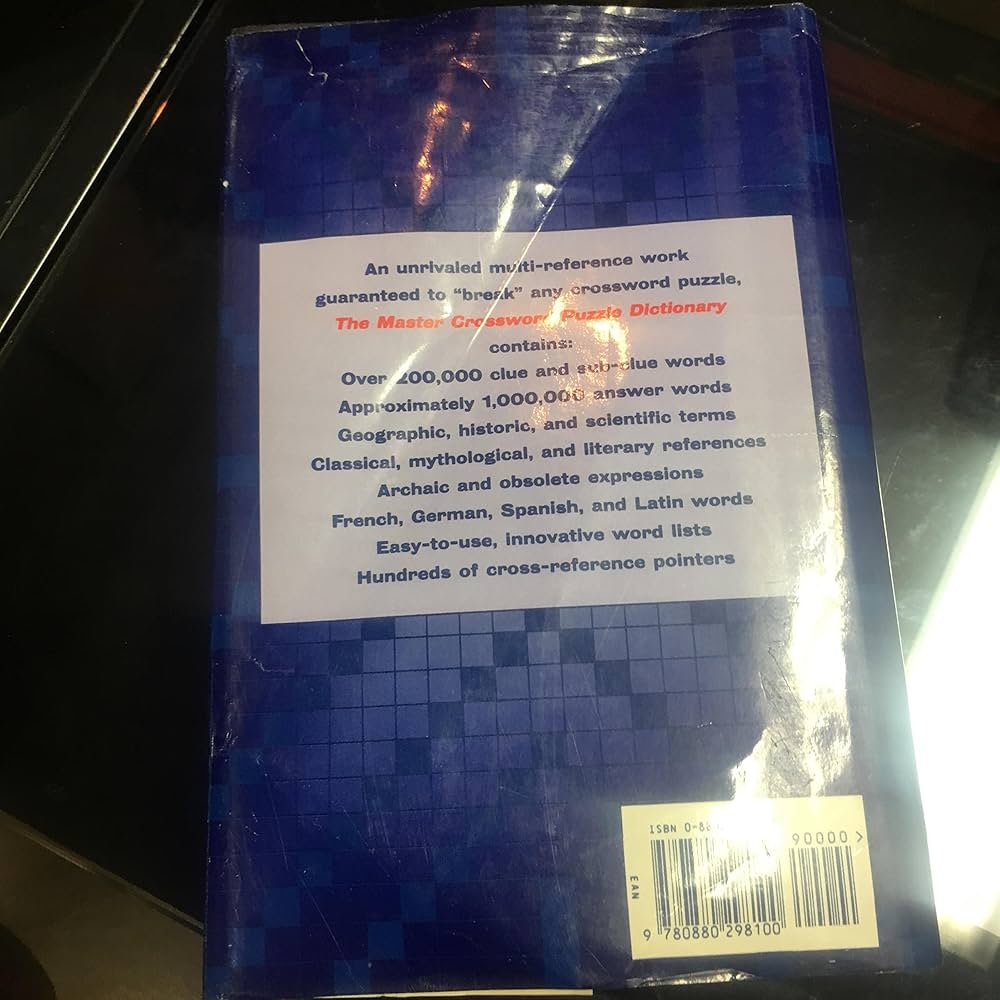 An unrivaled multi-reference work
guaranteed to “break” any crossword puzzle,
The Master Crossword Puzzle Dictionary
contains:
Over 200,000 clue and sub-clue words
Approximately 1,000,000 answer words
Geographic, historic, and scientific terms
Classical, mythological, and literary references
Archaic and obsolete expressions
French, German, Spanish, and Latin words
Easy-to-use, innovative word lists
Hundreds of cross-reference pointers
ISBN
90000 >
EAN
9 780880 298100